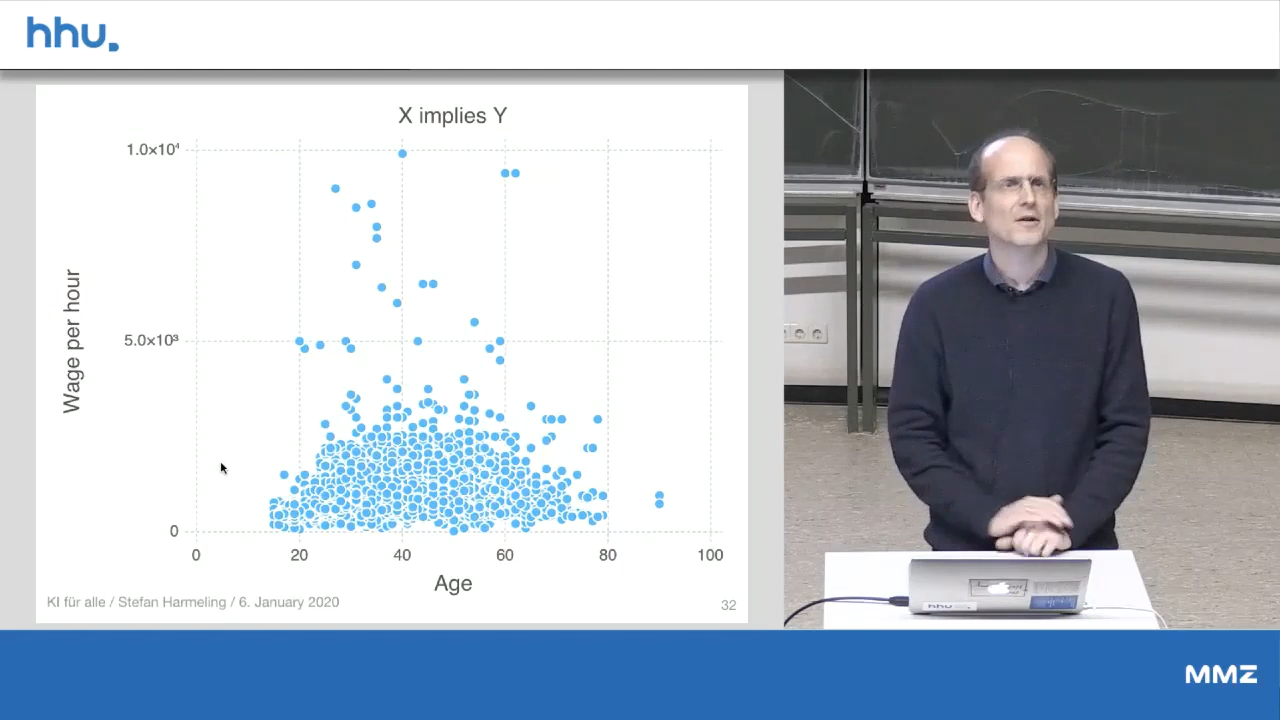 hhu.
X implies Y
1.0×10⁴
5.0×10³
0
Wage per hour
0 20 40 60 80 100
Age
KI für alle / Stefan Harmeling / 6. January 2020
32
hhu
MMZ